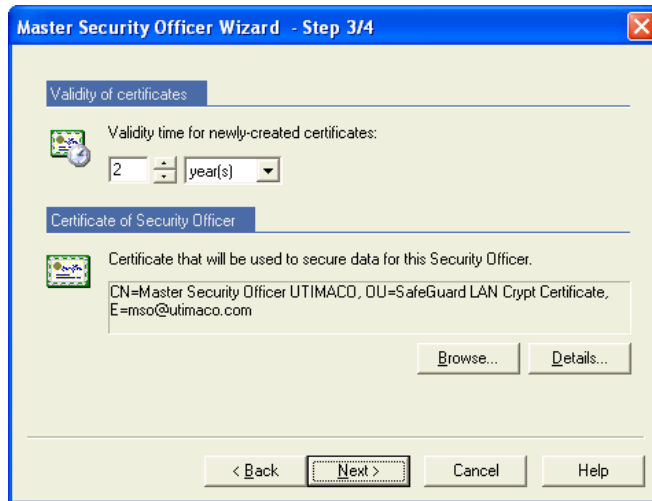 Master Security Officer Wizard - Step 3/4
Validity of certificates
Validity time for newly-created certificates:
2 year(s)
Certificate of Security Officer
Certificate that will be used to secure data for this Security Officer.
CN=Master Security Officer UTIMACO, OU=SafeGuard LAN Crypt Certificate,
E=mso@utimaco.com
Browse... Details...
< Back Next > Cancel Help